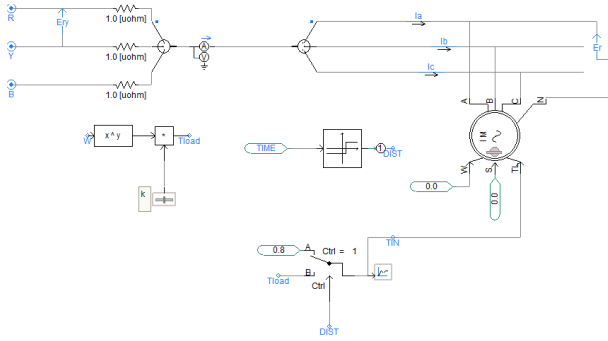 R
Ery
Y
B
1.0 [uohm]
1.0 [uohm]
1.0 [uohm]
A
V
Ia
Ib
Ic
Er
A
B
C
N
IM
W
S
TL
0.0
0.0
W
x^y
*
Tload
k
TIME
1
DIST
0.8
A
Ctrl = 1
B
Tload
Ctrl
DIST
TIN